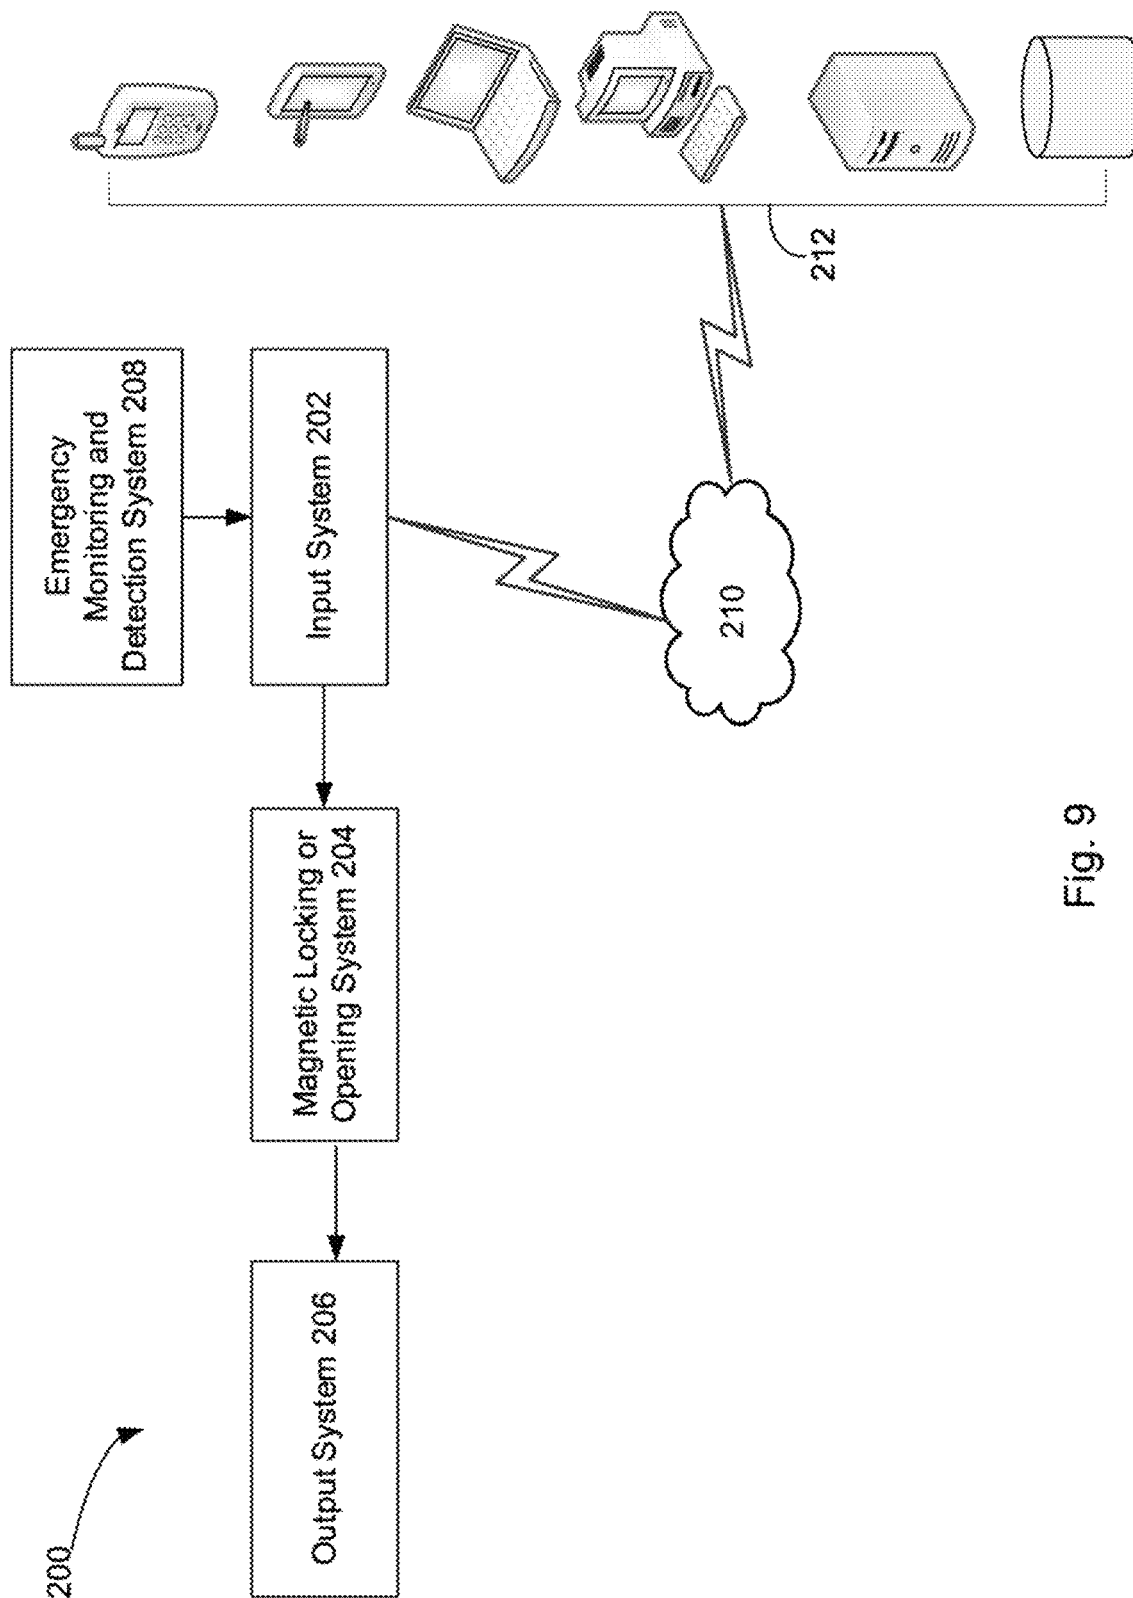 200
Output System 206
Magnetic Locking or
Opening System 204
Emergency
Monitoring and
Detection System 208
Input System 202
210
212
Fig. 9